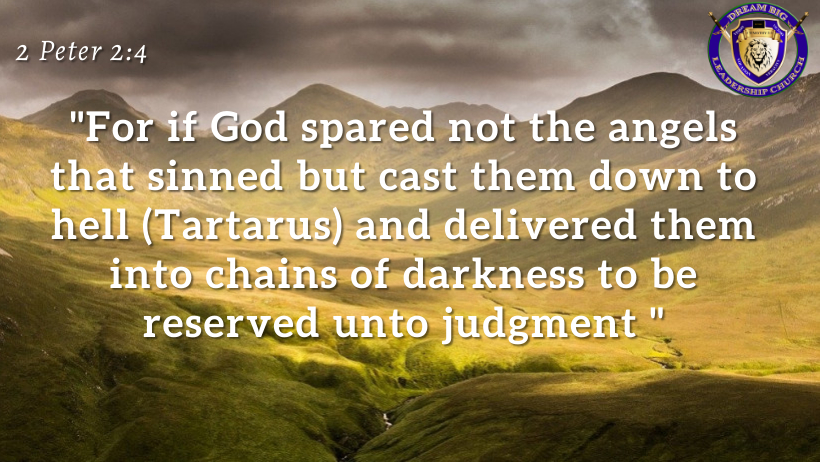 2 Peter 2:4
DREAM BIG
LEADERSHIP CHURCH
"For if God spared not the angels
that sinned but cast them down to
hell (Tartarus) and delivered them
into chains of darkness to be
reserved unto judgment "